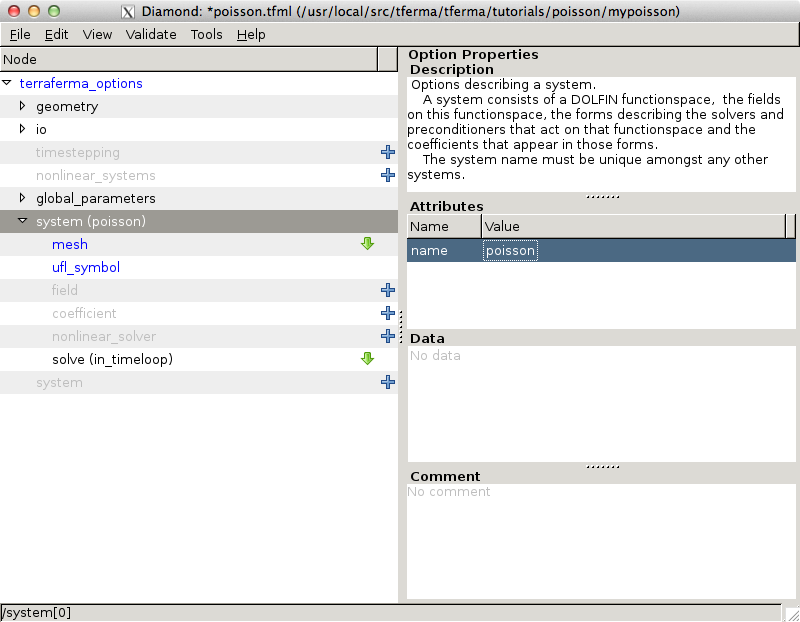 Diamond: *poisson.tfml (/usr/local/src/tferma/tferma/tutorials/poisson/mypoisson)
File Edit View Validate Tools Help
Node
terraferma_options
geometry
io
timestepping
nonlinear_systems
global_parameters
system (poisson)
mesh
ufl_symbol
field
coefficient
nonlinear_solver
solve (in_timeloop)
system
Option Properties
Description
Options describing a system.
A system consists of a DOLFIN functionspace, the fields
on this functionspace, the forms describing the solvers and
preconditioners that act on that functionspace and the
coefficients that appear in those forms.
The system name must be unique amongst any other
systems.
Attributes
Name Value
name poisson
Data
No data
Comment
No comment
/system[0]